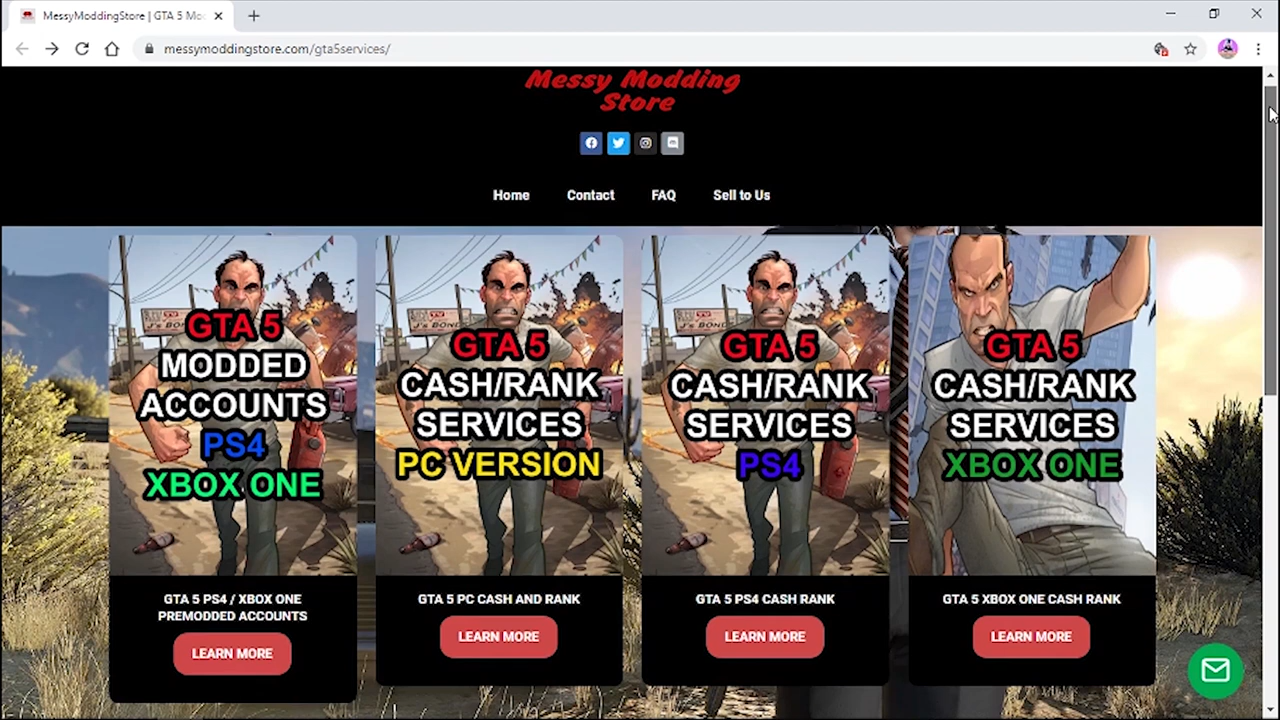 MessyModdingStore | GTA 5 Mo
messymoddingstore.com/gta5services/
Messy Modding
Store
Home
Contact
FAQ
Sell to Us
GTA 5
MODDED
ACCOUNTS
PS4
XBOX ONE
GTA 5
CASH/RANK
SERVICES
PC VERSION
GTA 5
CASH/RANK
SERVICES
PS4
GTA 5
CASH/RANK
SERVICES
XBOX ONE
GTA 5 PS4 / XBOX ONE
PREMODDED ACCOUNTS
LEARN MORE
GTA 5 PC CASH AND RANK
LEARN MORE
GTA 5 PS4 CASH RANK
LEARN MORE
GTA 5 XBOX ONE CASH RANK
LEARN MORE